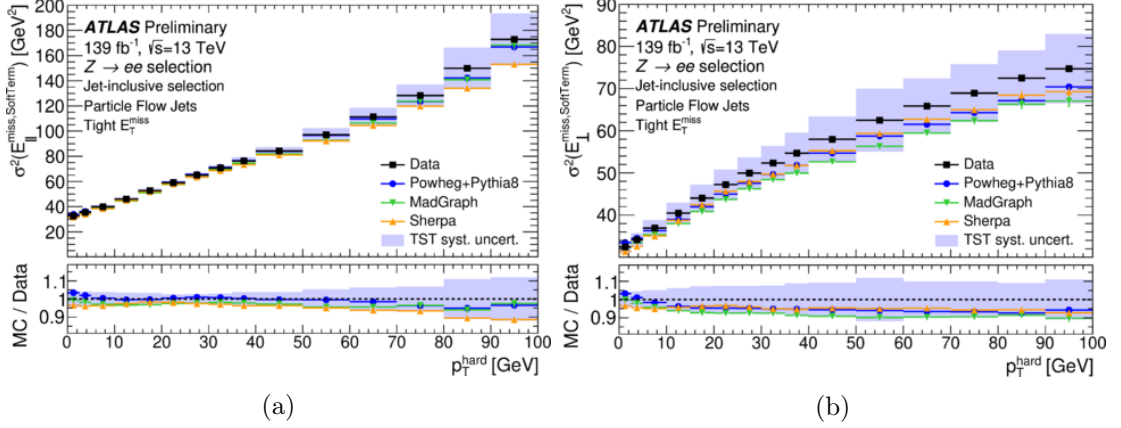 σ²(E∥^miss,SoftTerm) [GeV²]
200
180
160
140
120
100
80
60
40
20
ATLAS Preliminary
139 fb⁻¹, √s=13 TeV
Z → ee selection
Jet-inclusive selection
Particle Flow Jets
Tight E_T^miss
Data
Powheg+Pythia8
MadGraph
Sherpa
TST syst. uncert.
MC / Data
1.1
1
0.9
0 10 20 30 40 50 60 70 80 90 100
p_T^hard [GeV]
(a)
σ²(E⊥^miss,SoftTerm) [GeV²]
90
80
70
60
50
40
ATLAS Preliminary
139 fb⁻¹, √s=13 TeV
Z → ee selection
Jet-inclusive selection
Particle Flow Jets
Tight E_T^miss
Data
Powheg+Pythia8
MadGraph
Sherpa
TST syst. uncert.
MC / Data
1.1
1
0.9
0 10 20 30 40 50 60 70 80 90 100
p_T^hard [GeV]
(b)